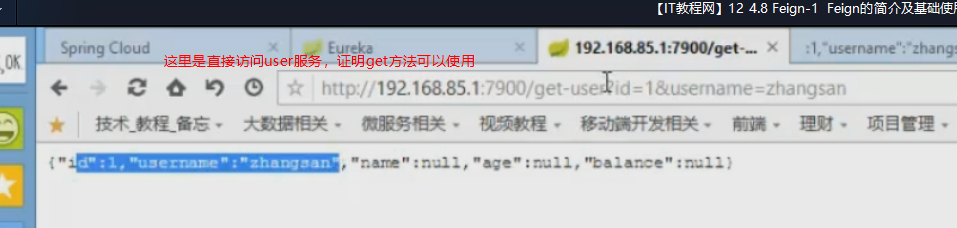 【IT教程网】12 4.8 Feign-1 Feign的简介及基础使用
,OK
Spring Cloud
Eureka
192.168.85.1:7900/get-...
:1,"username":"zhangs
这里是直接访问user服务，证明get方法可以使用
http://192.168.85.1:7900/get-user?id=1&username=zhangsan
技术_教程_备忘
大数据相关
微服务相关
视频教程
移动端开发相关
前端
理财
项目管理
{"id":1,"username":"zhangsan","name":null,"age":null,"balance":null}